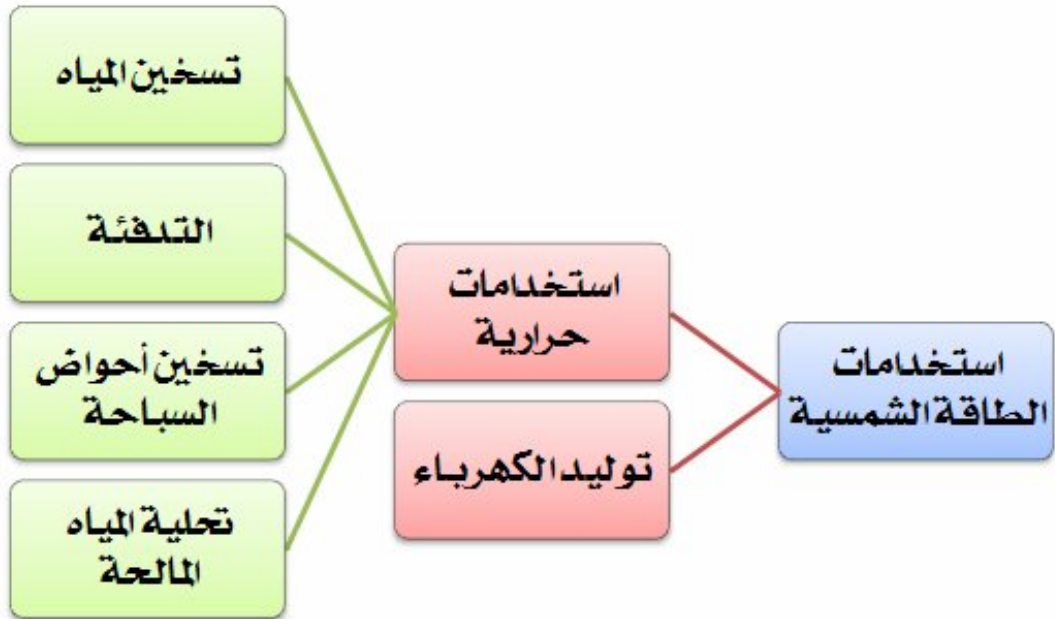 استخدامات
الطاقة الشمسية
استخدامات
حرارية
توليد الكهرباء
تسخين المياه
التدفئة
تسخين أحواض
السباحة
تحلية المياه
المالحة